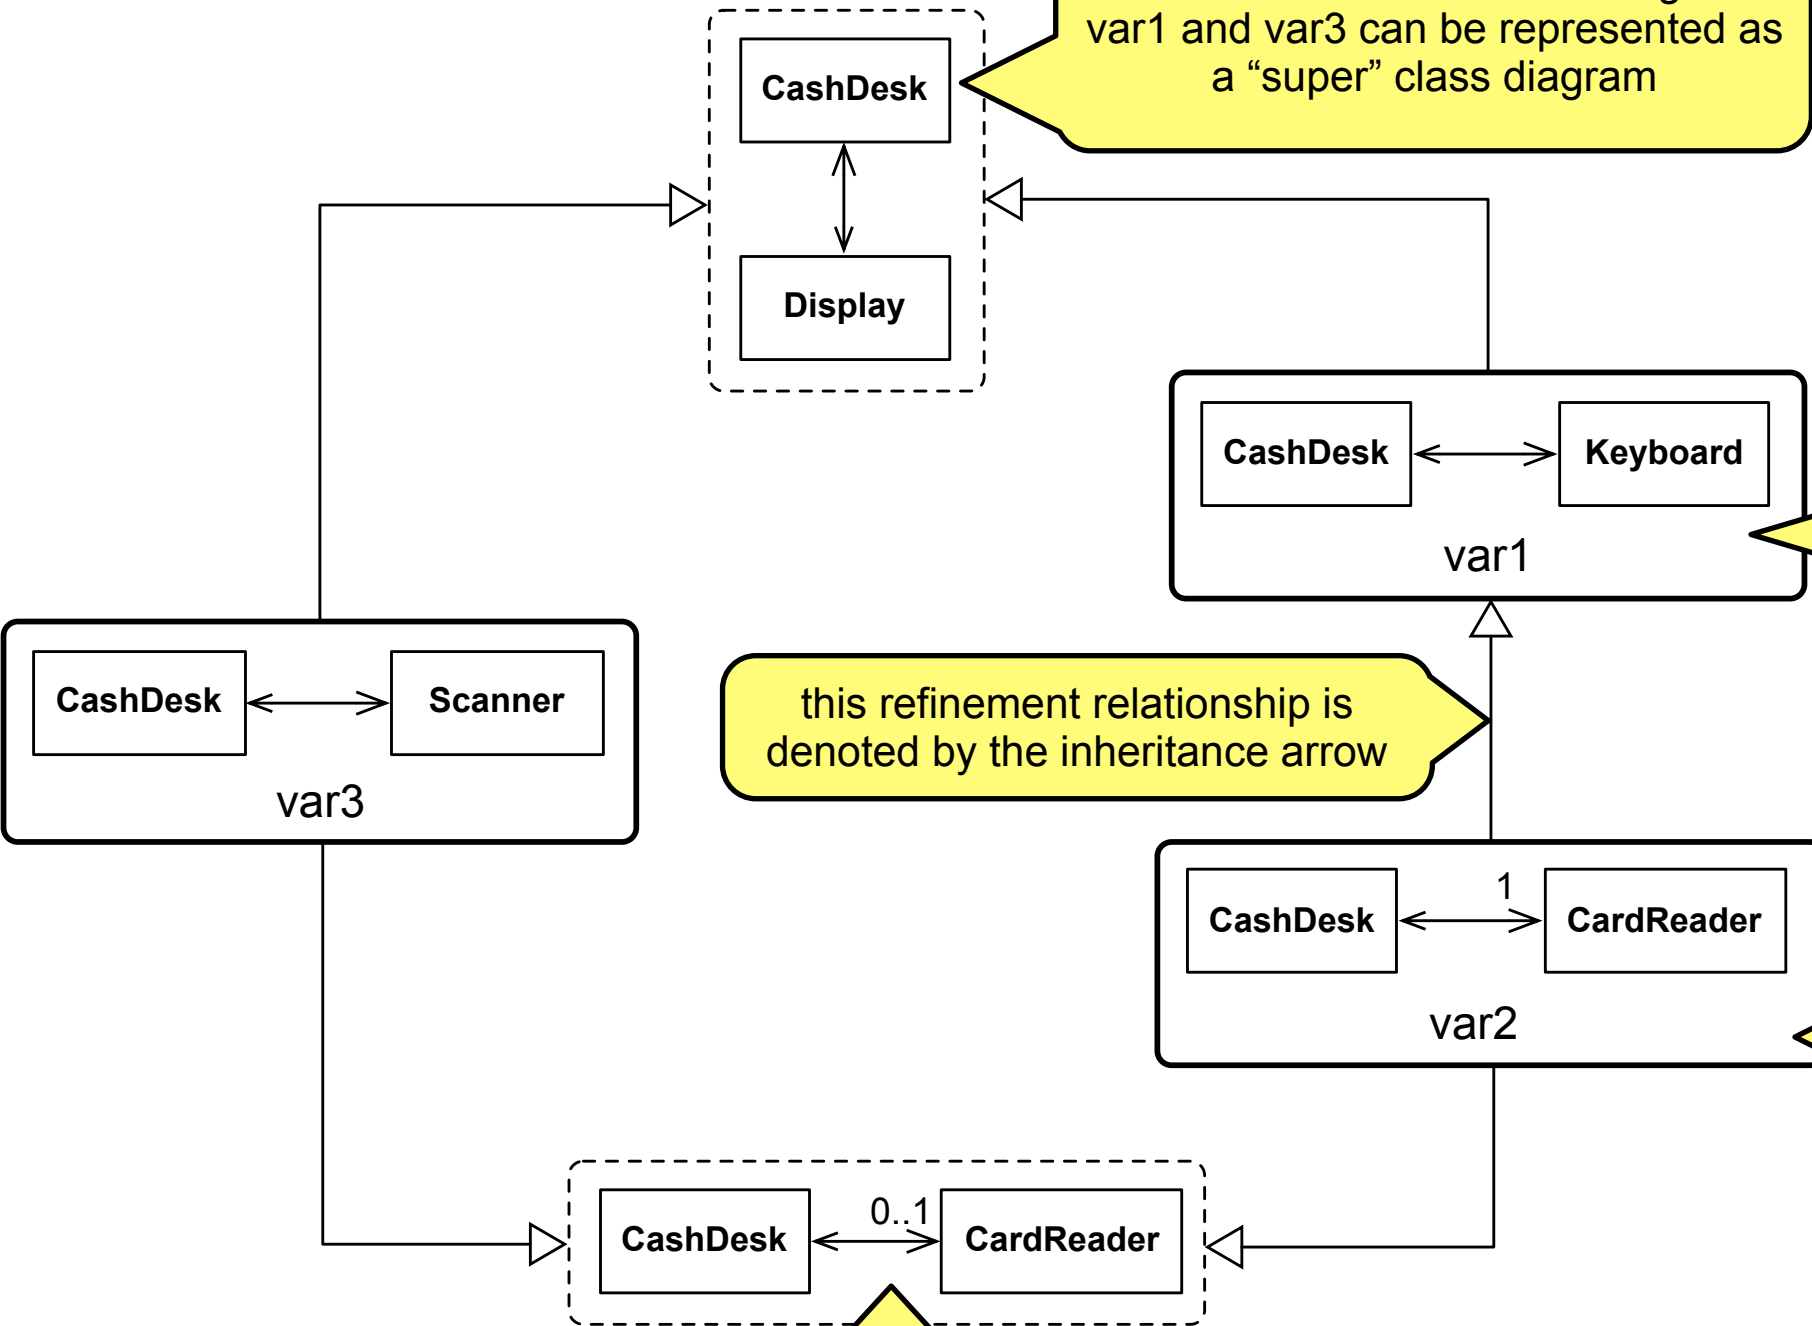 var1 and var3 can be represented as
a “super” class diagram
CashDesk
Display
CashDesk
Keyboard
var1
CashDesk
Scanner
var3
this refinement relationship is
denoted by the inheritance arrow
CashDesk
1
CardReader
var2
CashDesk
0..1
CardReader